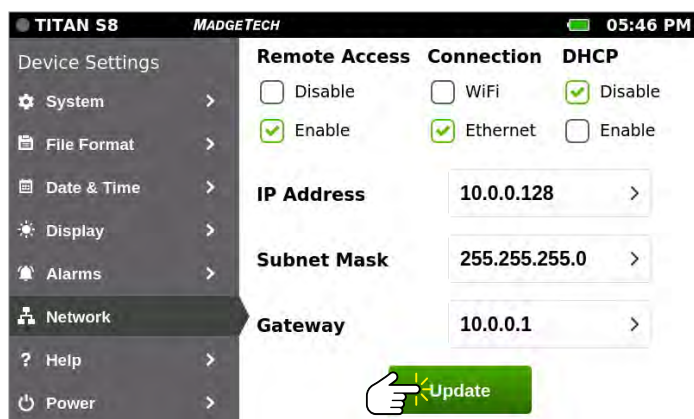 TITAN S8 MADGETECH 05:46 PM
Device Settings
System
File Format
Date & Time
Display
Alarms
Network
? Help
Power
Remote Access Connection DHCP
Disable WiFi Disable
Enable Ethernet Enable
IP Address 10.0.0.128
Subnet Mask 255.255.255.0
Gateway 10.0.0.1
Update